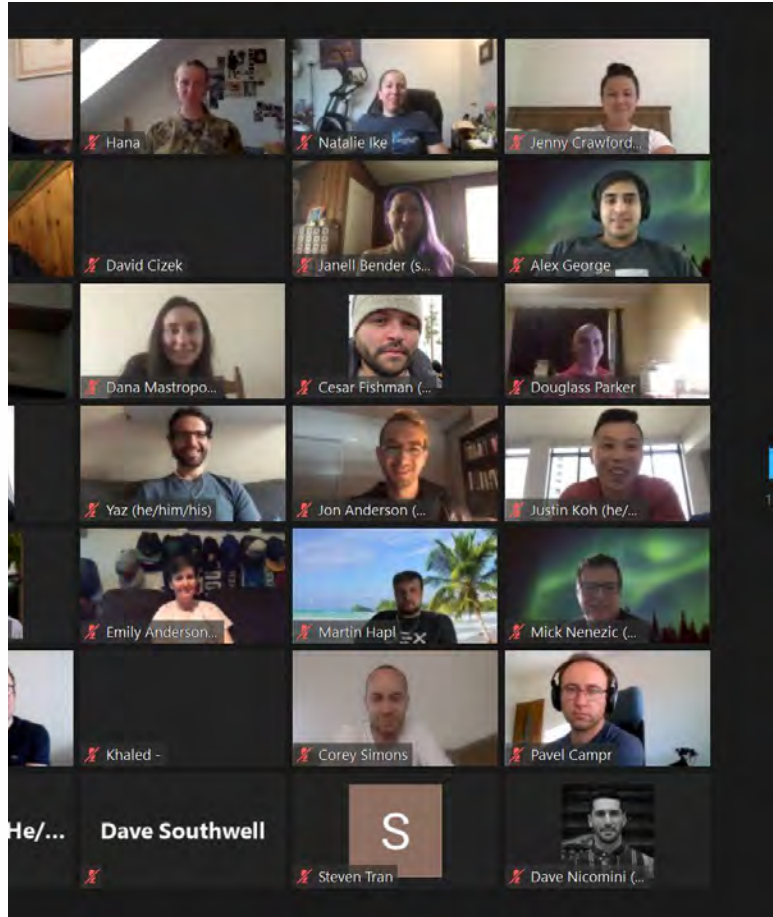 Hana
Natalie Ike
Jenny Crawford...
David Cizek
Janell Bender (s...
Alex George
Dana Mastropo...
Cesar Fishman (...
Douglass Parker
Yaz (he/him/his)
Jon Anderson (...
Justin Koh (he/...
Emily Anderson...
Martin Hapl
Mick Nenezic (...
Khaled -
Corey Simons
Pavel Campr
He/...
Dave Southwell
S
Steven Tran
Dave Nicomini (...
1